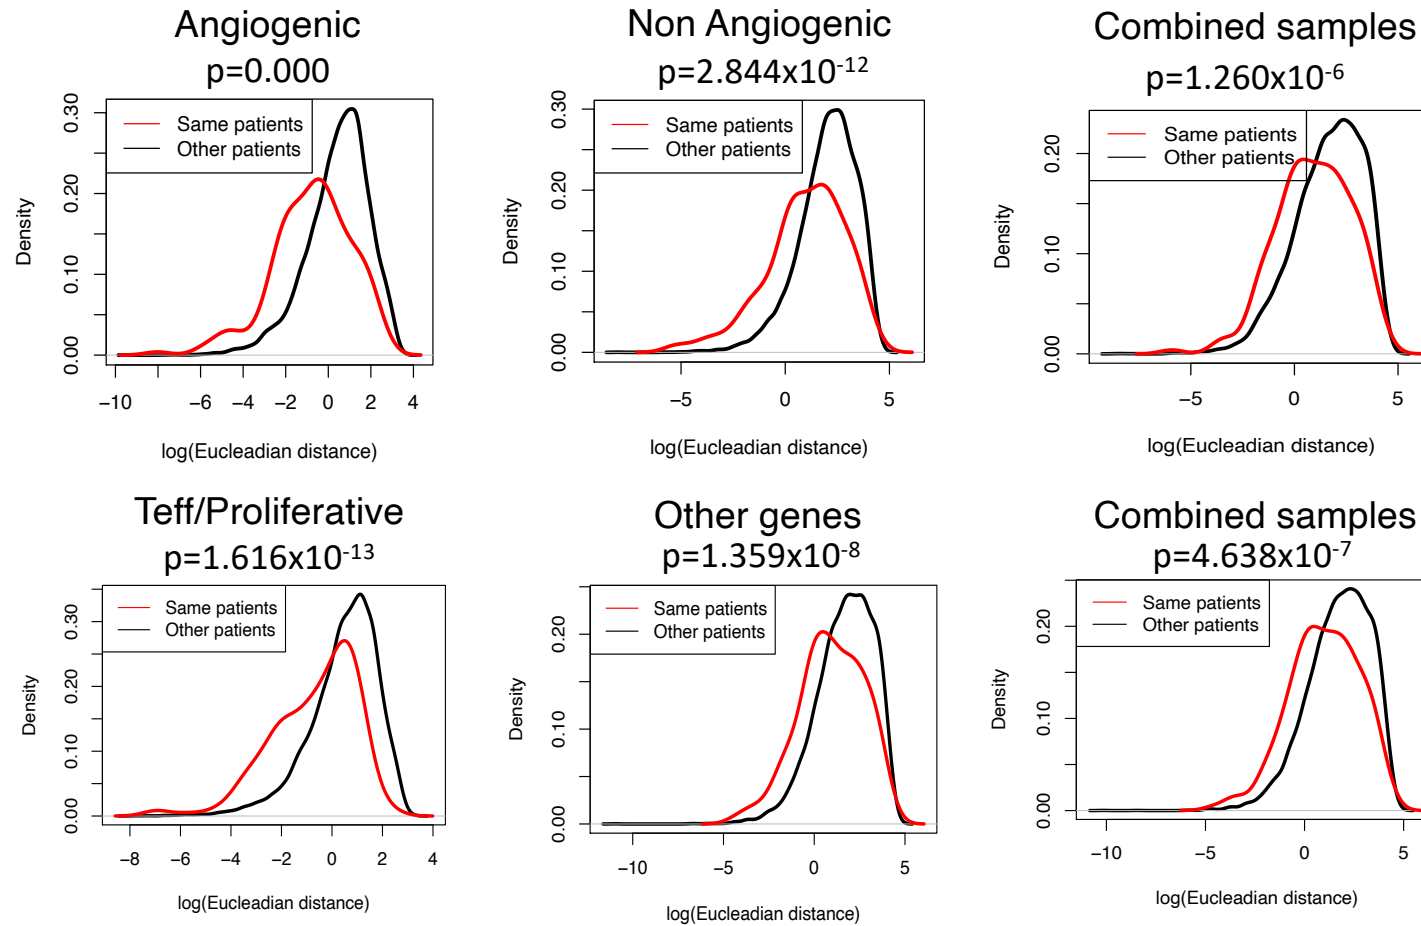 Angiogenic
p=0.000
Same patients
Other patients
Density
0.00
0.10
0.20
0.30
−10
−6
−4
−2
0
2
4
log(Eucleadian distance)
Non Angiogenic
p=2.844x10-12
Same patients
Other patients
Density
0.00
0.10
0.20
0.30
−5
0
5
log(Eucleadian distance)
Combined samples
p=1.260x10-6
Same patients
Other patients
Density
0.00
0.10
0.20
−5
0
5
log(Eucleadian distance)
Teff/Proliferative
p=1.616x10-13
Same patients
Other patients
Density
0.00
0.10
0.20
0.30
−8
−6
−4
−2
0
2
4
log(Eucleadian distance)
Other genes
p=1.359x10-8
Same patients
Other patients
Density
0.00
0.10
0.20
−10
−5
0
5
log(Eucleadian distance)
Combined samples
p=4.638x10-7
Same patients
Other patients
Density
0.00
0.10
0.20
−10
−5
0
5
log(Eucleadian distance)